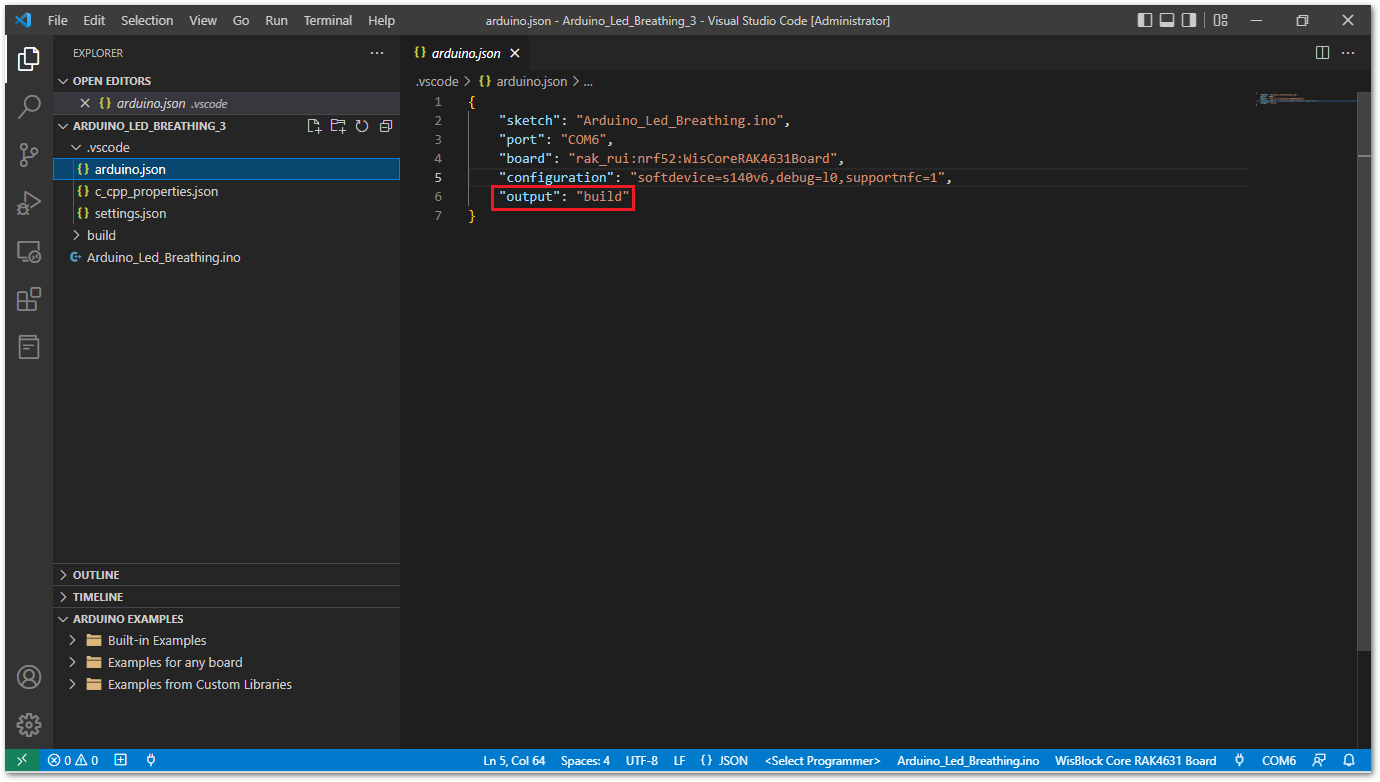 File Edit Selection View Go Run Terminal Help
arduino.json - Arduino_Led_Breathing_3 - Visual Studio Code [Administrator]
EXPLORER
OPEN EDITORS
{} arduino.json .vscode
ARDUINO_LED_BREATHING_3
.vscode
{} arduino.json
{} c_cpp_properties.json
{} settings.json
build
Arduino_Led_Breathing.ino
OUTLINE
TIMELINE
ARDUINO EXAMPLES
Built-in Examples
Examples for any board
Examples from Custom Libraries
{} arduino.json
.vscode > {} arduino.json > ...
1 {
2 "sketch": "Arduino_Led_Breathing.ino",
3 "port": "COM6",
4 "board": "rak_rui:nrf52:WisCoreRAK4631Board",
5 "configuration": "softdevice=s140v6,debug=l0,supportnfc=1",
6 "output": "build"
7 }
0 0 Ln 5, Col 64 Spaces: 4 UTF-8 LF {} JSON <Select Programmer> Arduino_Led_Breathing.ino WisBlock Core RAK4631 Board COM6